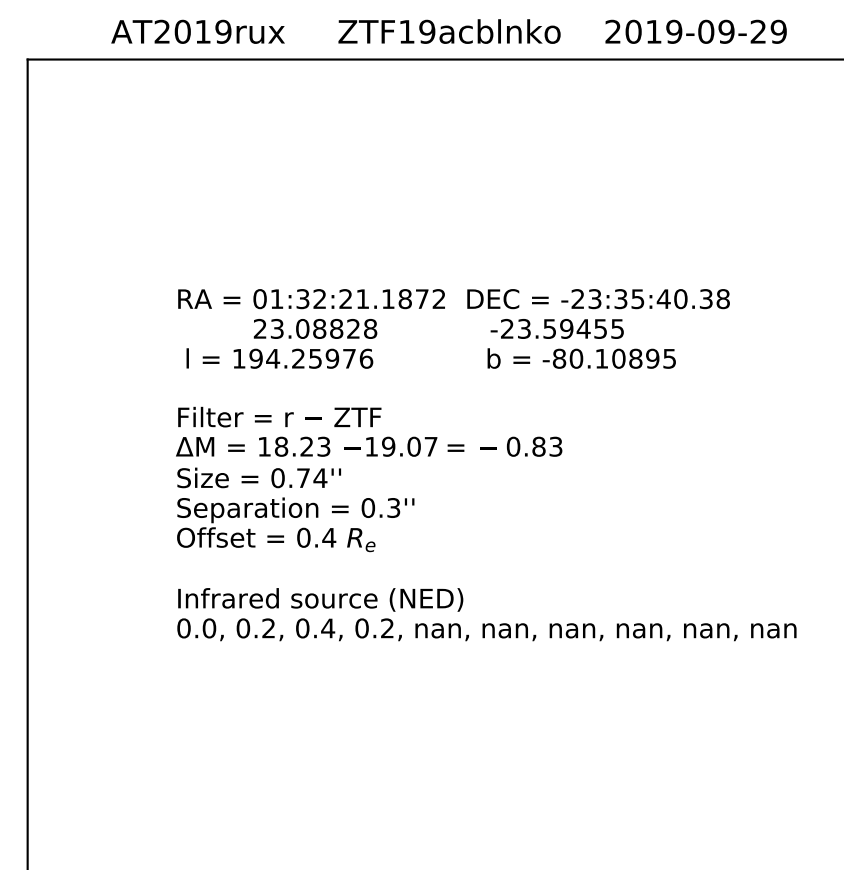 AT2019rux ZTF19acblnko 2019-09-29
RA = 01:32:21.1872 DEC = -23:35:40.38
23.08828 -23.59455
l = 194.25976 b = -80.10895
Filter = r − ZTF
ΔM = 18.23 −19.07 = − 0.83
Size = 0.74''
Separation = 0.3''
Offset = 0.4 Re
Infrared source (NED)
0.0, 0.2, 0.4, 0.2, nan, nan, nan, nan, nan, nan